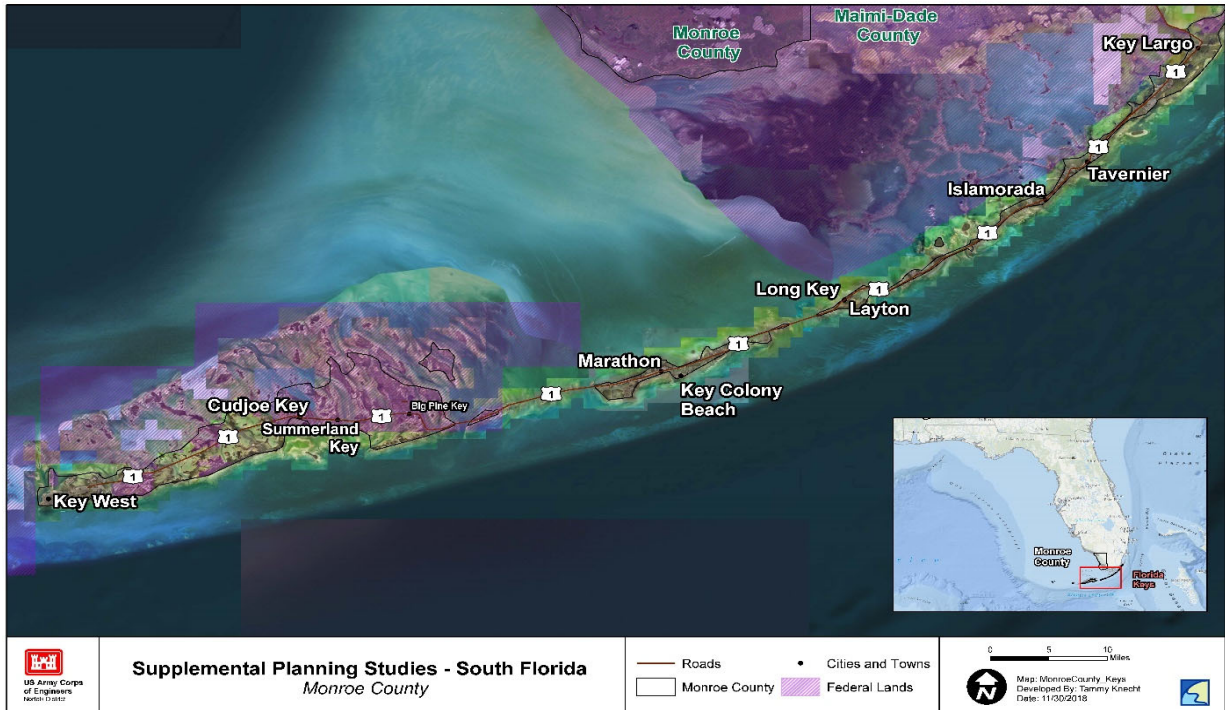 Monroe
County
Maimi-Dade
County
Key Largo
1
1
Tavernier
Islamorada
1
Long Key
1
Layton
Marathon
1
Key Colony
Beach
1
Cudjoe Key
Big Pine Key
1
Summerland
Key
1
1
Key West
Monroe
County
Florida
Keys
US Army Corps
of Engineers
Norfolk District
Supplemental Planning Studies - South Florida
Monroe County
Roads
Cities and Towns
Monroe County
Federal Lands
0 5 10
Miles
N
Map: MonroeCounty_Keys
Developed By: Tammy Knecht
Date: 11/30/2018